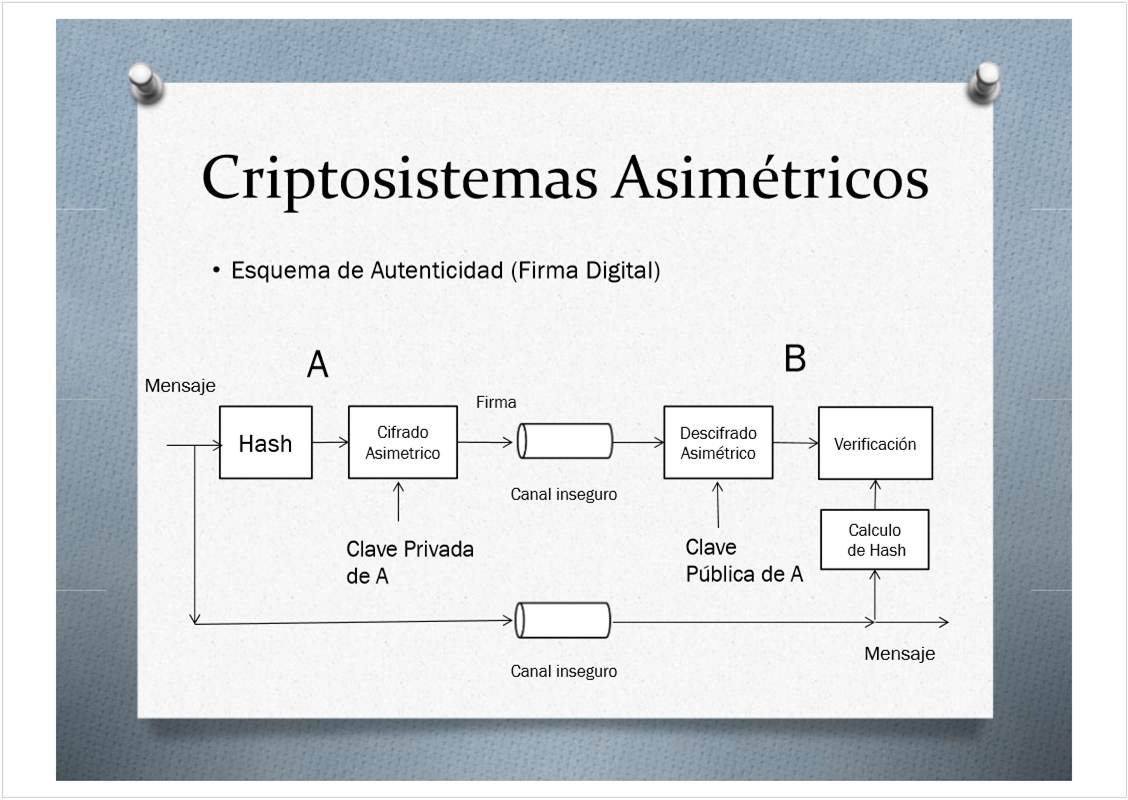 Criptosistemas Asimétricos
• Esquema de Autenticidad (Firma Digital)
A
B
Mensaje
Hash
Cifrado
Asimetrico
Firma
Canal inseguro
Descifrado
Asimétrico
Verificación
Clave Privada
de A
Clave
Pública de A
Calculo
de Hash
Canal inseguro
Mensaje